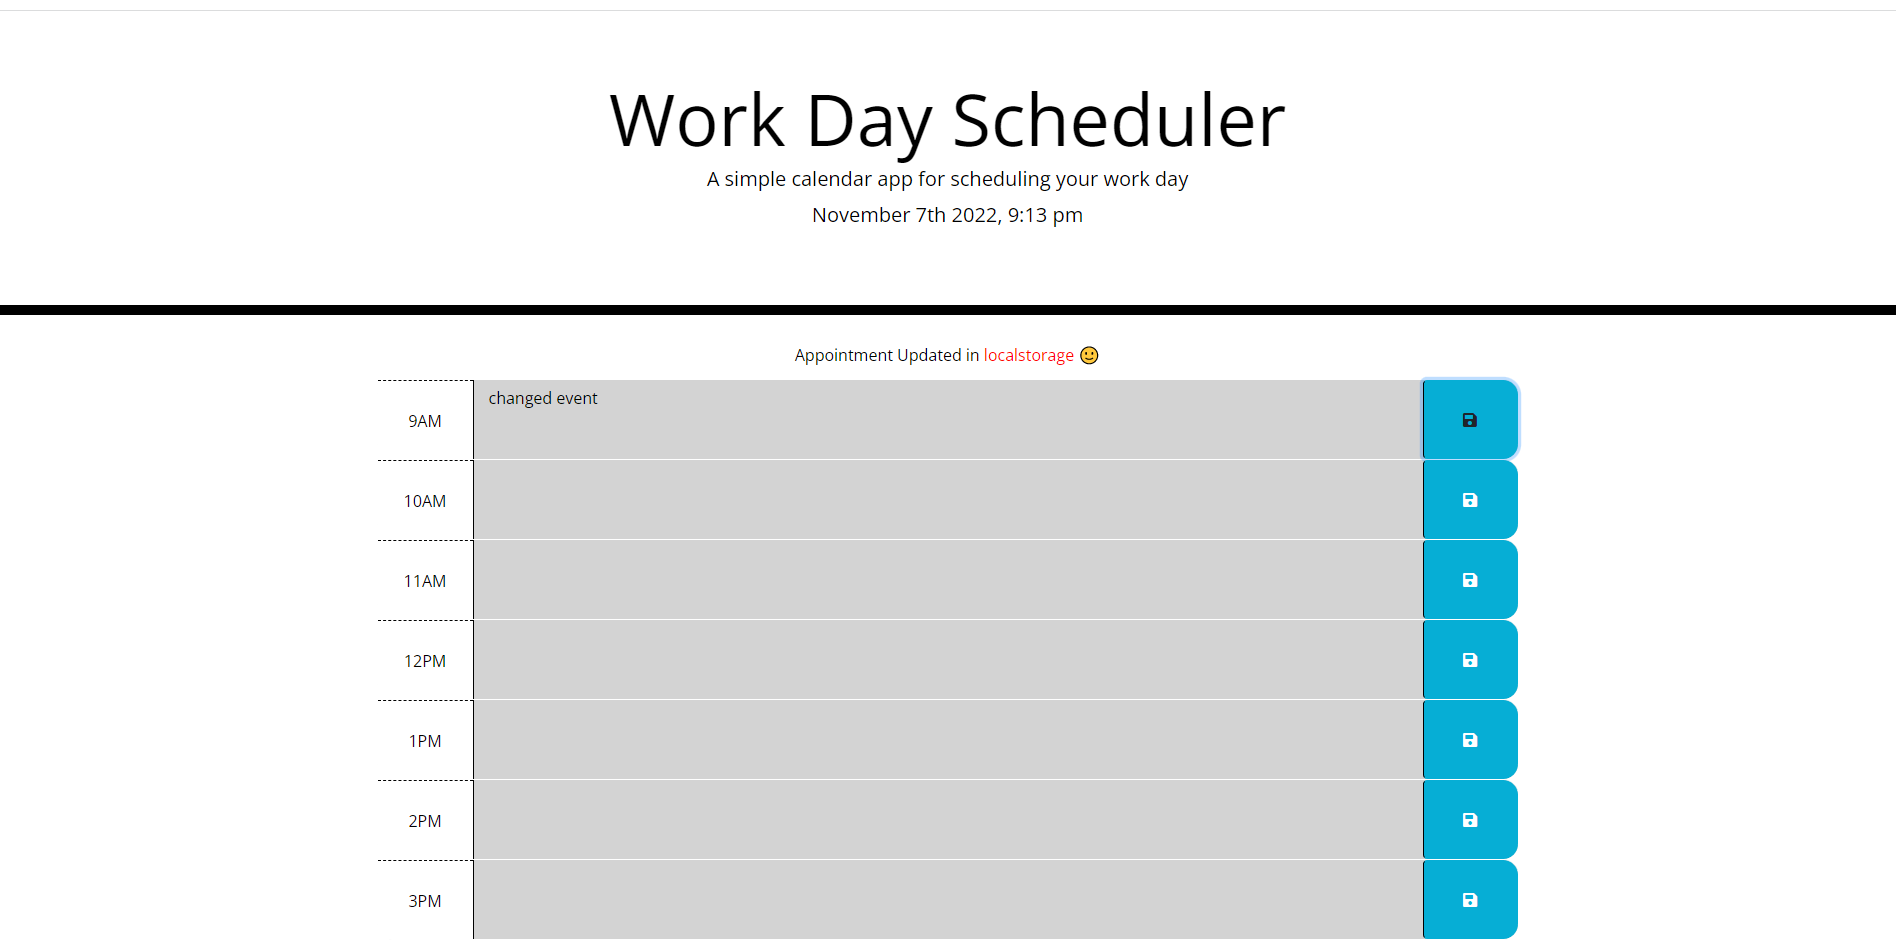 Work Day Scheduler
A simple calendar app for scheduling your work day
November 7th 2022, 9:13 pm
Appointment Updated in localstorage 🙂
9AM changed event
10AM
11AM
12PM
1PM
2PM
3PM